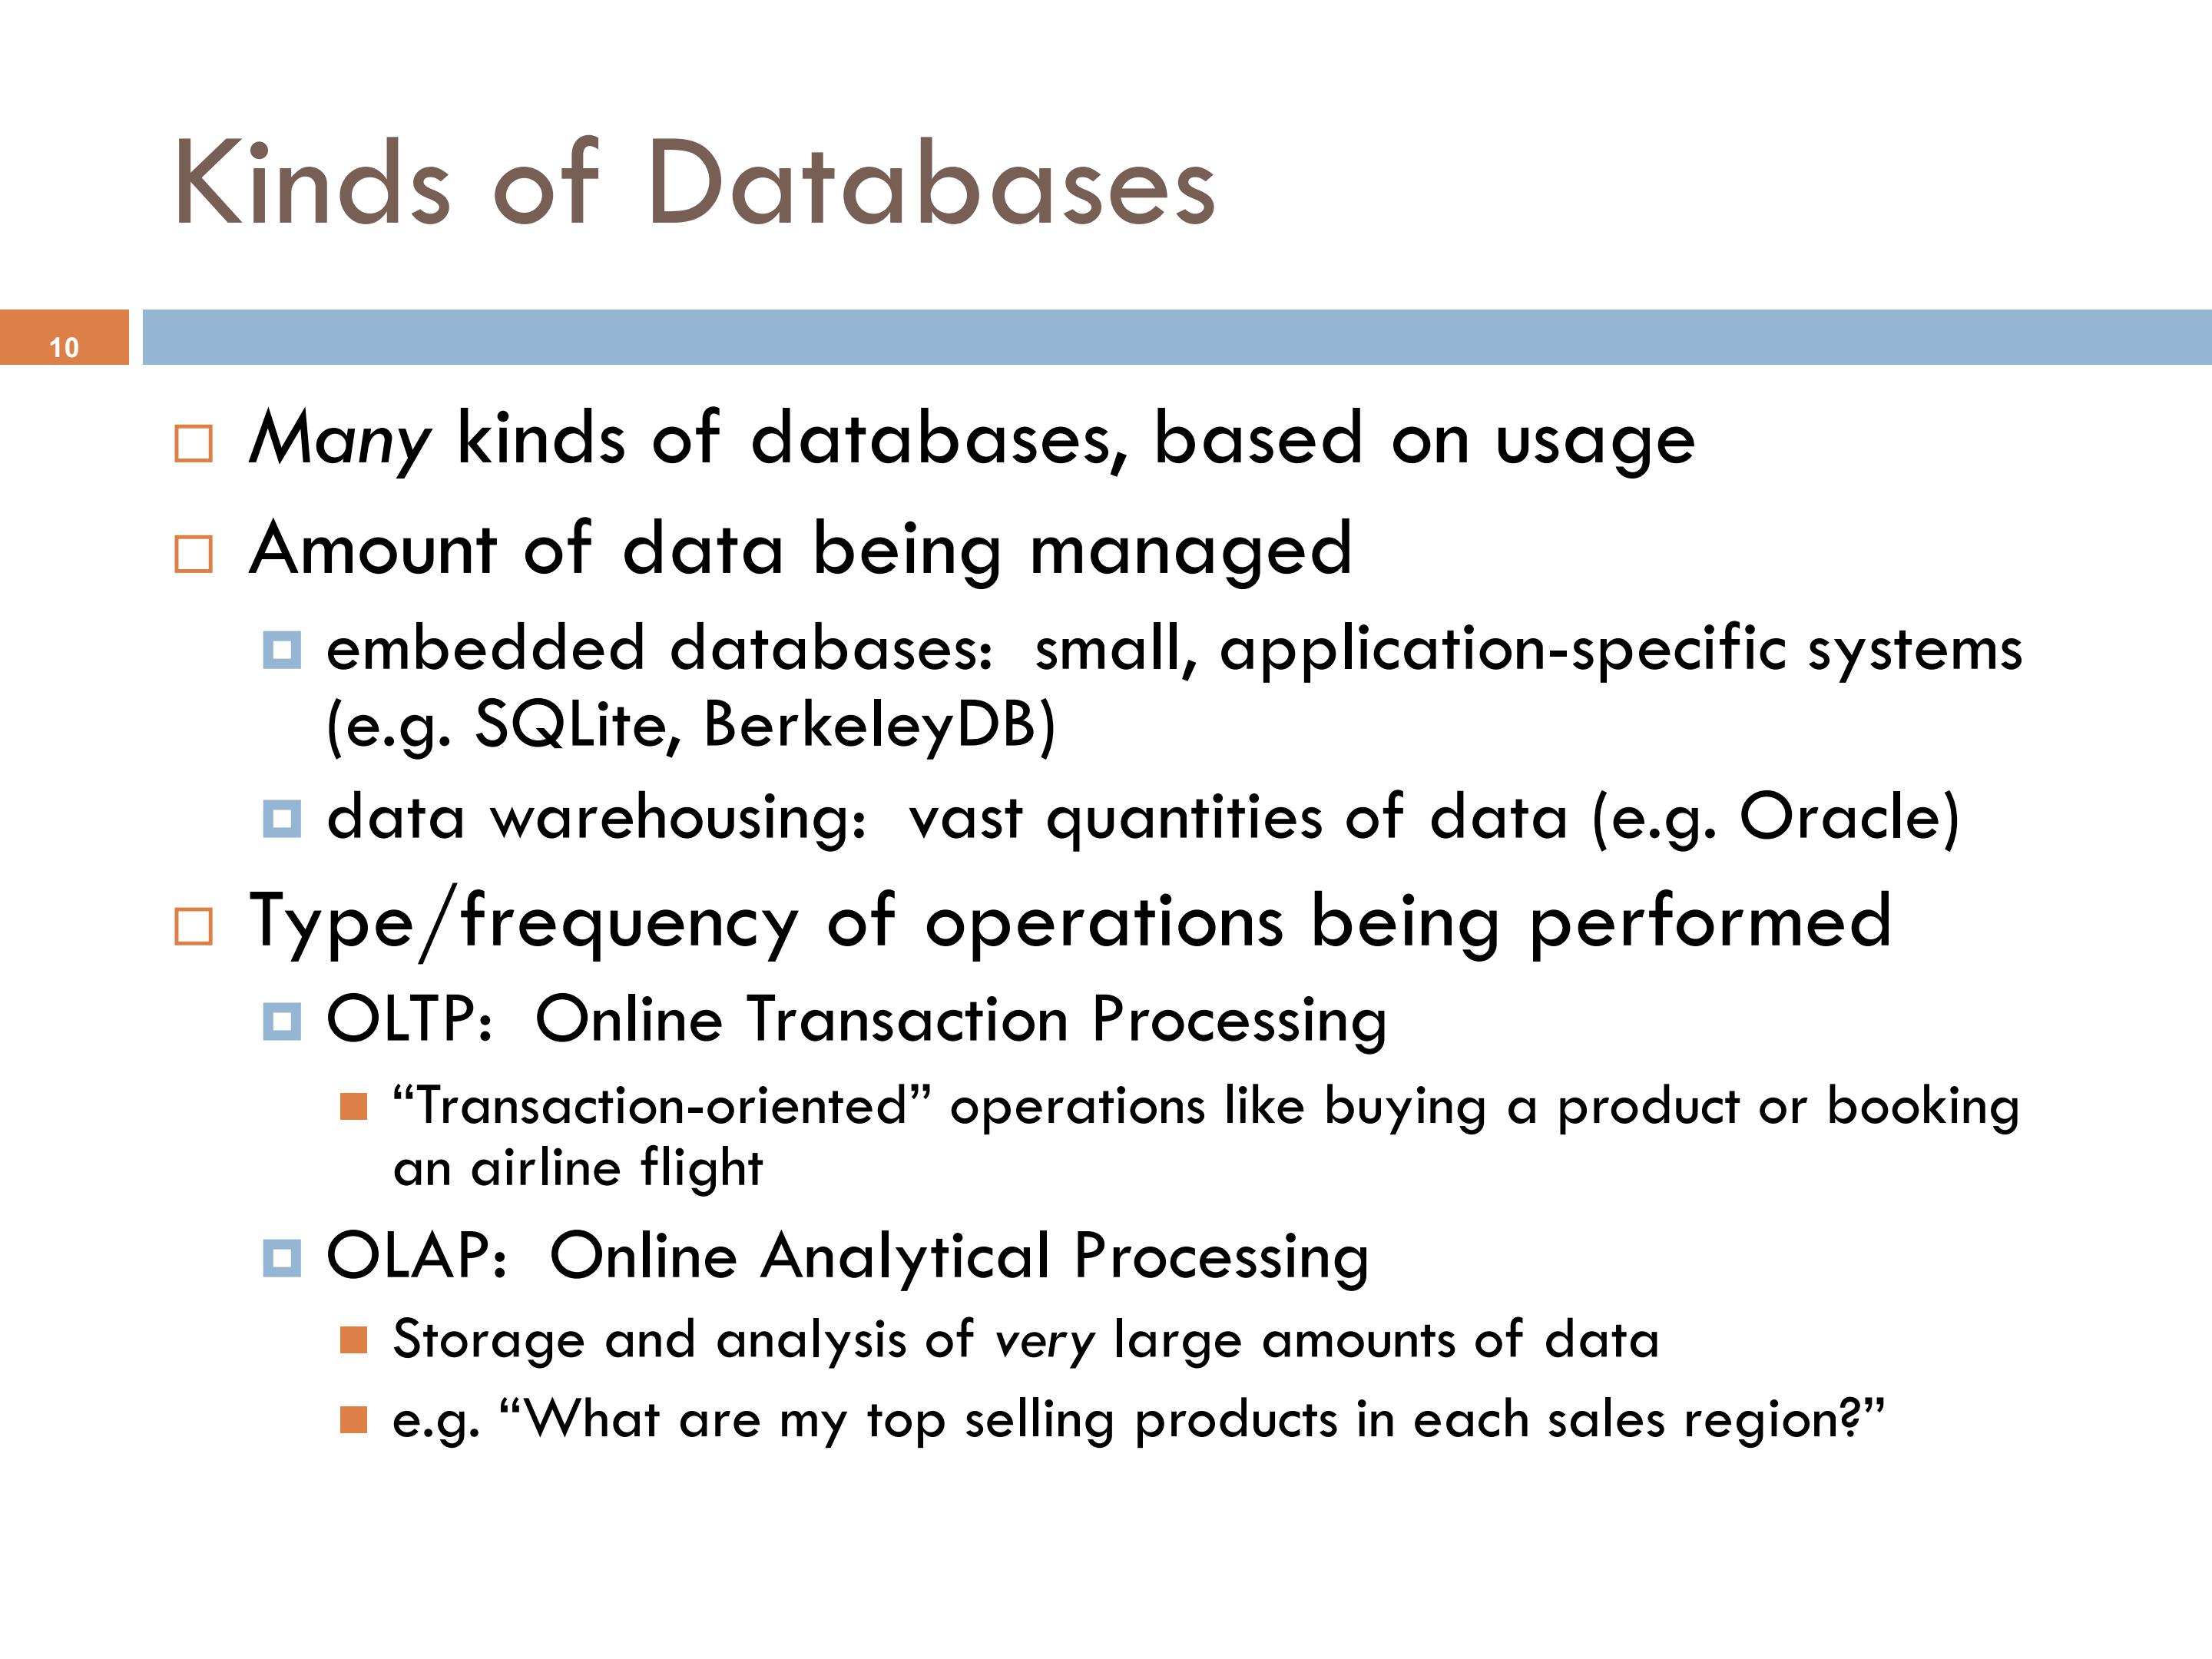 Kinds of Databases
10
Many kinds of databases, based on usage
Amount of data being managed
embedded databases:  small, application-specific systems
(e.g. SQLite, BerkeleyDB)
data warehousing:  vast quantities of data (e.g. Oracle)
Type/frequency of operations being performed
OLTP:  Online Transaction Processing
“Transaction-oriented” operations like buying a product or booking
an airline flight
OLAP:  Online Analytical Processing
Storage and analysis of very large amounts of data
e.g. “What are my top selling products in each sales region?”